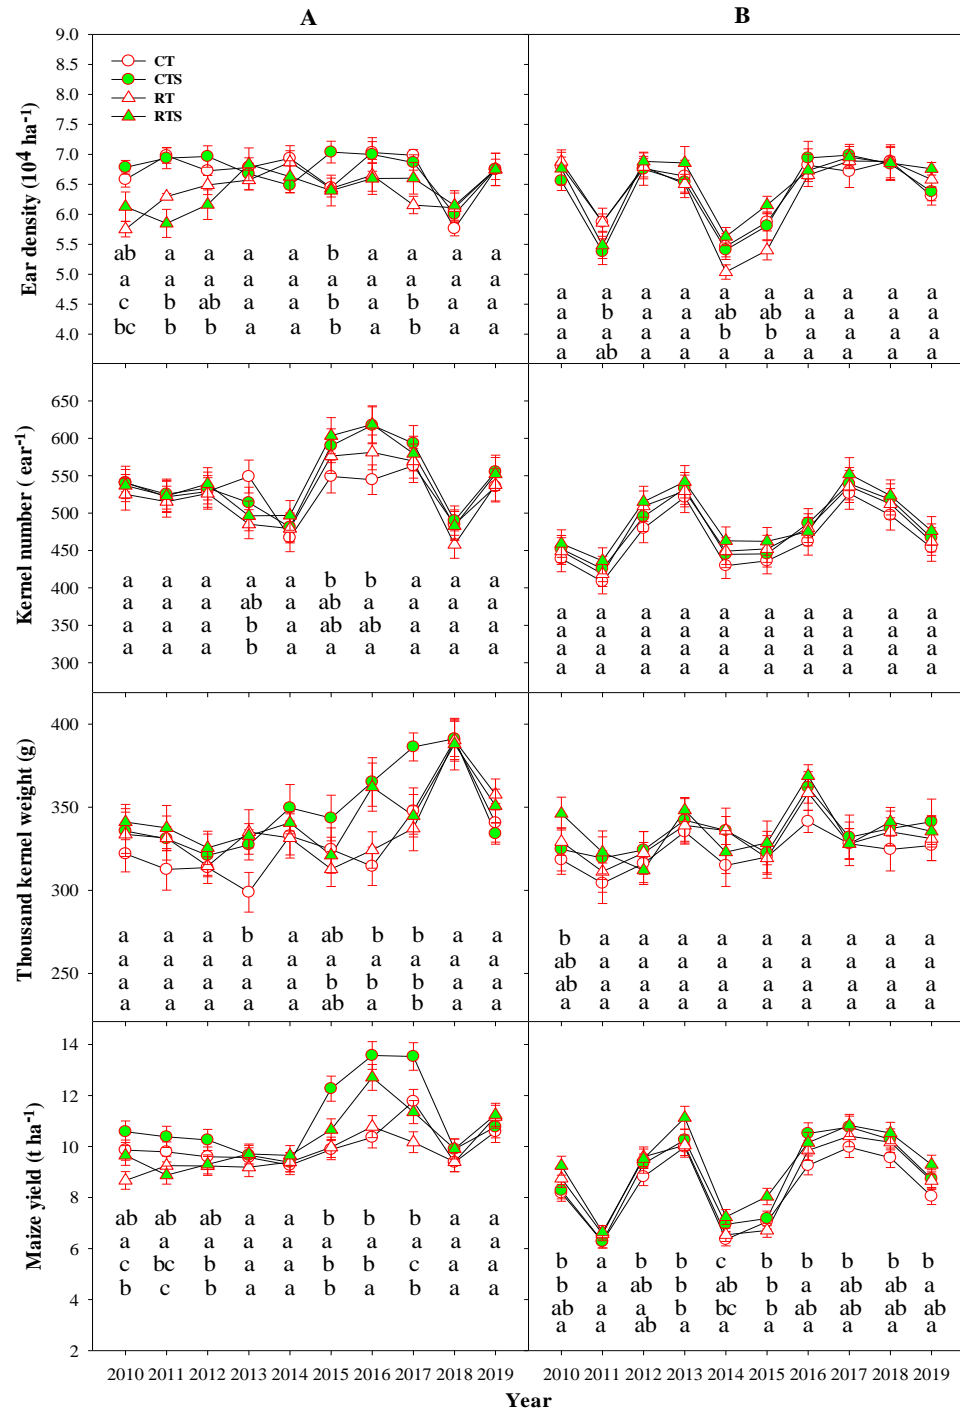 A B
Ear density (10⁴ ha⁻¹)
9.0
8.5
8.0
7.5
7.0
6.5
6.0
5.5
5.0
4.5
4.0
CT
CTS
RT
RTS
ab a a a a b a a a a
a a a a a a a a a a
c b ab a a b a b a a
bc b b a a b a b a a
a a a a a a a a a a
a b a a ab ab a a a a
a a a a b b a a a a
a ab a a a a a a a a
Kernel number ( ear⁻¹)
650
600
550
500
450
400
350
300
a a a a a b b a a a
a a a ab a ab a a a a
a a a b a ab ab a a a
a a a b a a a a a a
a a a a a a a a a a
a a a a a a a a a a
a a a a a a a a a a
a a a a a a a a a a
Thousand kernel weight (g)
400
350
300
250
a a a b a ab b b a a
a a a a a a a a a a
a a a a a b b b a a
a a a a a ab a b a a
b a a a a a a a a a
ab a a a a a a a a a
ab a a a a a a a a a
a a a a a a a a a a
Maize yield (t ha⁻¹)
14
12
10
8
6
4
2
ab ab ab a a b b b a a
a a a a a a a a a a
c bc b a a b b c a a
b c b a a b a b a a
b a b b c b b b b b
b a ab b ab b a ab ab a
ab a a b bc b ab ab ab ab
a a ab a a a a a a a
2010 2011 2012 2013 2014 2015 2016 2017 2018 2019
2010 2011 2012 2013 2014 2015 2016 2017 2018 2019
Year